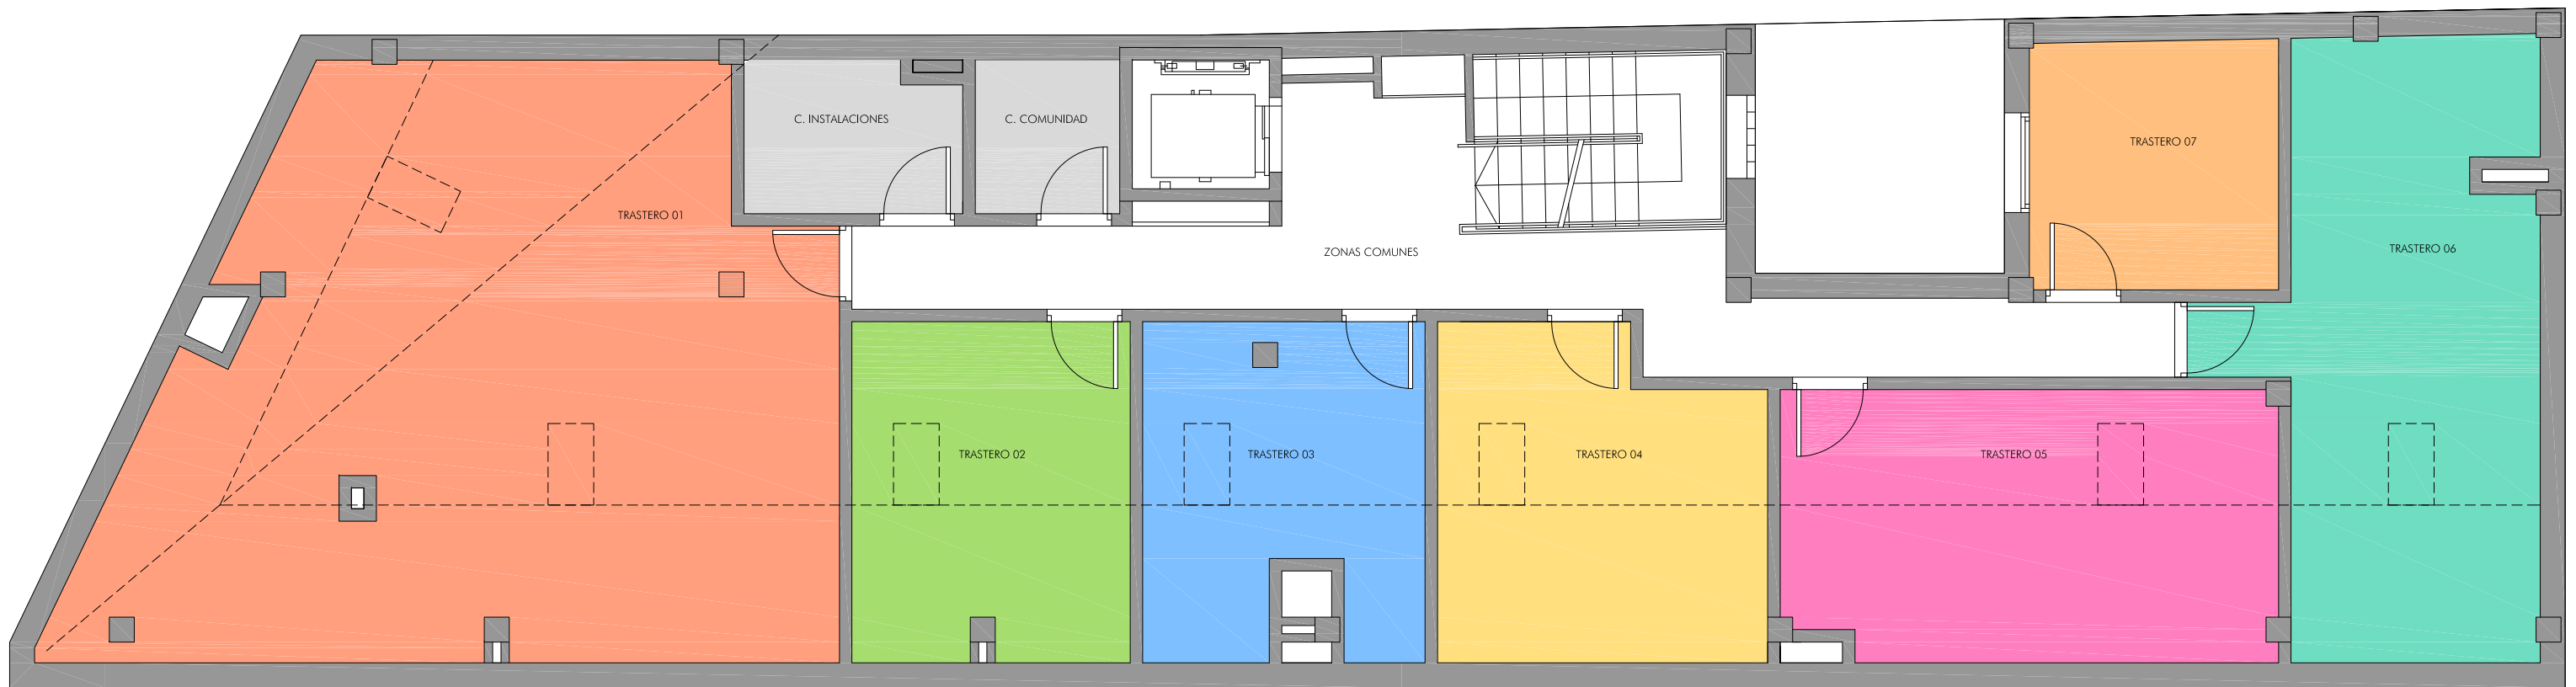 C. INSTALACIONES
C. COMUNIDAD
TRASTERO 07
TRASTERO 01
ZONAS COMUNES
TRASTERO 06
TRASTERO 02
TRASTERO 03
TRASTERO 04
TRASTERO 05